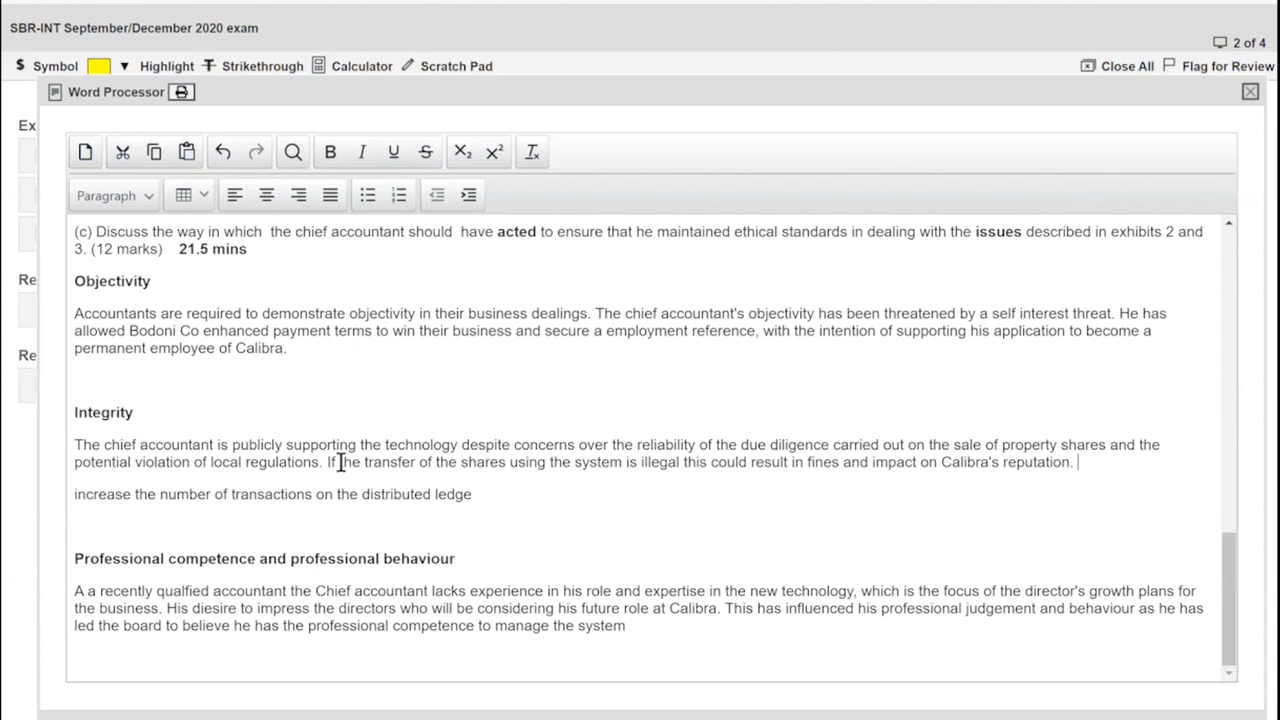 SBR-INT September/December 2020 exam
2 of 4
$ Symbol Highlight Strikethrough Calculator Scratch Pad Close All Flag for Review
Word Processor
Ex
Paragraph
(c) Discuss the way in which the chief accountant should have acted to ensure that he maintained ethical standards in dealing with the issues described in exhibits 2 and
3. (12 marks) 21.5 mins
Objectivity
Re
Accountants are required to demonstrate objectivity in their business dealings. The chief accountant's objectivity has been threatened by a self interest threat. He has
allowed Bodoni Co enhanced payment terms to win their business and secure a employment reference, with the intention of supporting his application to become a
permanent employee of Calibra.
Re
Integrity
The chief accountant is publicly supporting the technology despite concerns over the reliability of the due diligence carried out on the sale of property shares and the
potential violation of local regulations. If the transfer of the shares using the system is illegal this could result in fines and impact on Calibra's reputation.
increase the number of transactions on the distributed ledge
Professional competence and professional behaviour
A a recently qualfied accountant the Chief accountant lacks experience in his role and expertise in the new technology, which is the focus of the director's growth plans for
the business. His diesire to impress the directors who will be considering his future role at Calibra. This has influenced his professional judgement and behaviour as he has
led the board to believe he has the professional competence to manage the system